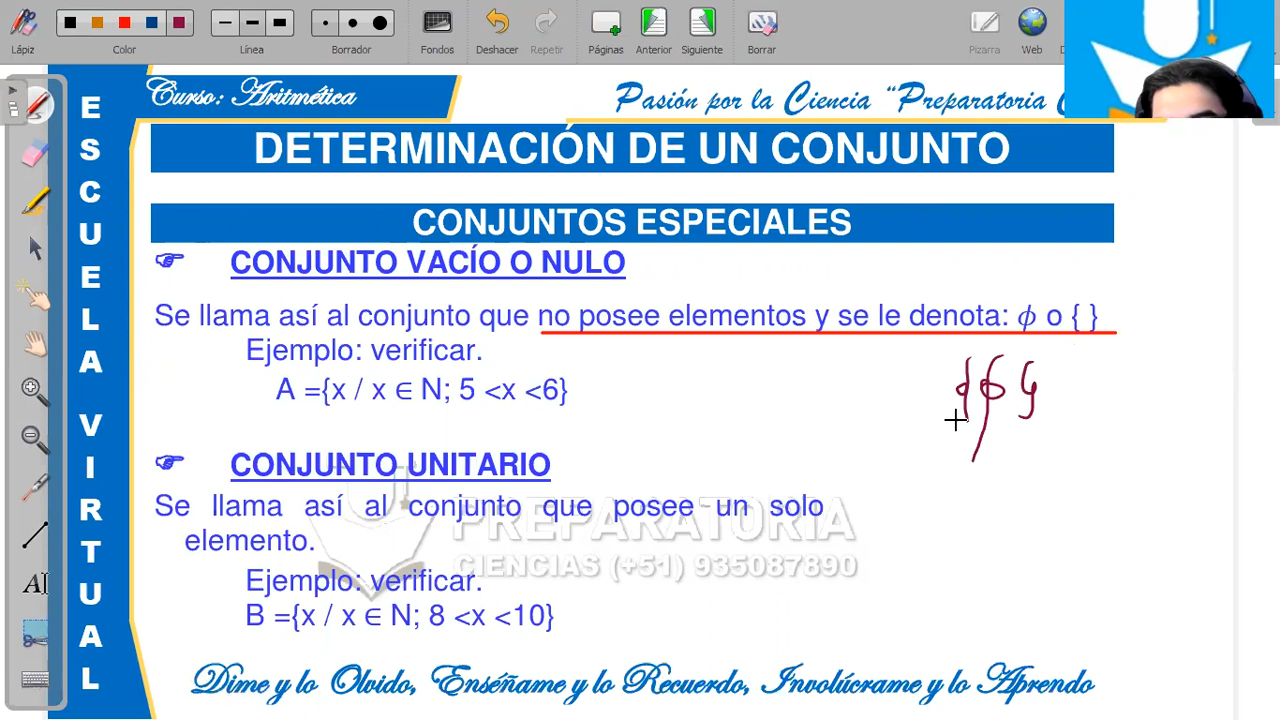 Lápiz
Color
Línea
Borrador
Fondos
Deshacer
Repetir
Páginas
Anterior
Siguiente
Borrar
Pizarra
Web
Curso: Aritmética
Pasión por la Ciencia “Preparatoria
ESCUELA VIRTUAL
DETERMINACIÓN DE UN CONJUNTO
CONJUNTOS ESPECIALES
CONJUNTO VACÍO O NULO
Se llama así al conjunto que no posee elementos y se le denota: ϕ o { }
Ejemplo: verificar.
A ={x / x ∈ N; 5 <x <6}
{ϕ}
CONJUNTO UNITARIO
Se llama así al conjunto que posee un solo
elemento.
Ejemplo: verificar.
B ={x / x ∈ N; 8 <x <10}
PREPARATORIA
CIENCIAS (+51) 935087890
Dime y lo Olvido, Enséñame y lo Recuerdo, Involúcrame y lo Aprendo
AI